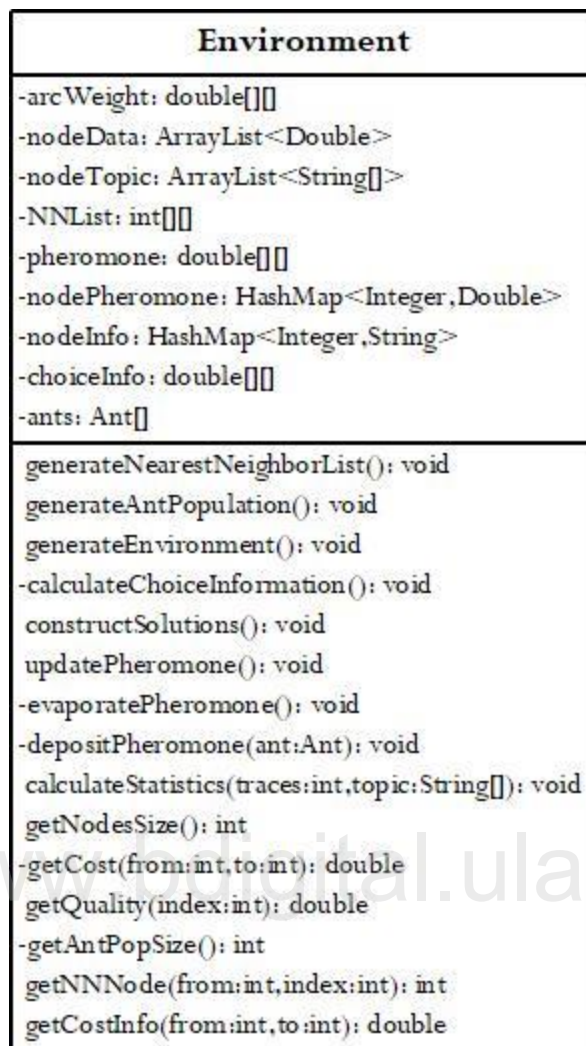 Environment
-arcWeight: double[][]
-nodeData: ArrayList<Double>
-nodeTopic: ArrayList<String[]>
-NNList: int[][]
-pheromone: double[][]
-nodePheromone: HashMap<Integer,Double>
-nodeInfo: HashMap<Integer,String>
-choiceInfo: double[][]
-ants: Ant[]
generateNearestNeighborList(): void
generateAntPopulation(): void
generateEnvironment(): void
-calculateChoiceInformation(): void
constructSolutions(): void
updatePheromone(): void
-evaporatePheromone(): void
-depositPheromone(ant:Ant): void
calculateStatistics(traces:int,topic:String[]): void
getNodesSize(): int
-getCost(from:int,to:int): double
getQuality(index:int): double
-getAntPopSize(): int
getNNNode(from:int,index:int): int
getCostInfo(from:int,to:int): double
w.bdigital.ula